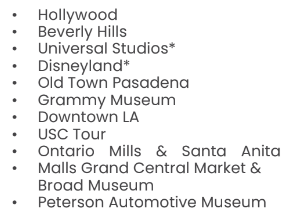 • Hollywood
• Beverly Hills
• Universal Studios*
• Disneyland*
• Old Town Pasadena
• Grammy Museum
• Downtown LA
• USC Tour
• Ontario Mills & Santa Anita
• Malls Grand Central Market &
Broad Museum
• Peterson Automotive Museum